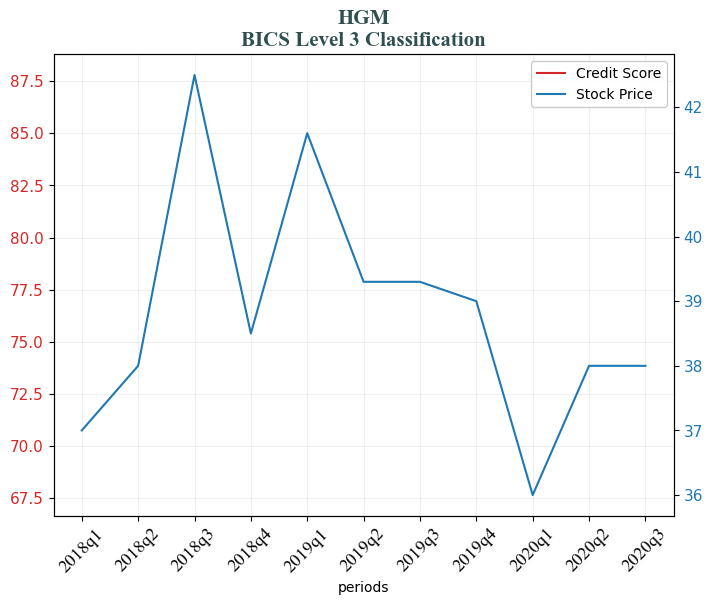 HGM
BICS Level 3 Classification
Credit Score
Stock Price
87.5
85.0
82.5
80.0
77.5
75.0
72.5
70.0
67.5
42
41
40
39
38
37
36
2018q1
2018q2
2018q3
2018q4
2019q1
2019q2
2019q3
2019q4
2020q1
2020q2
2020q3
periods